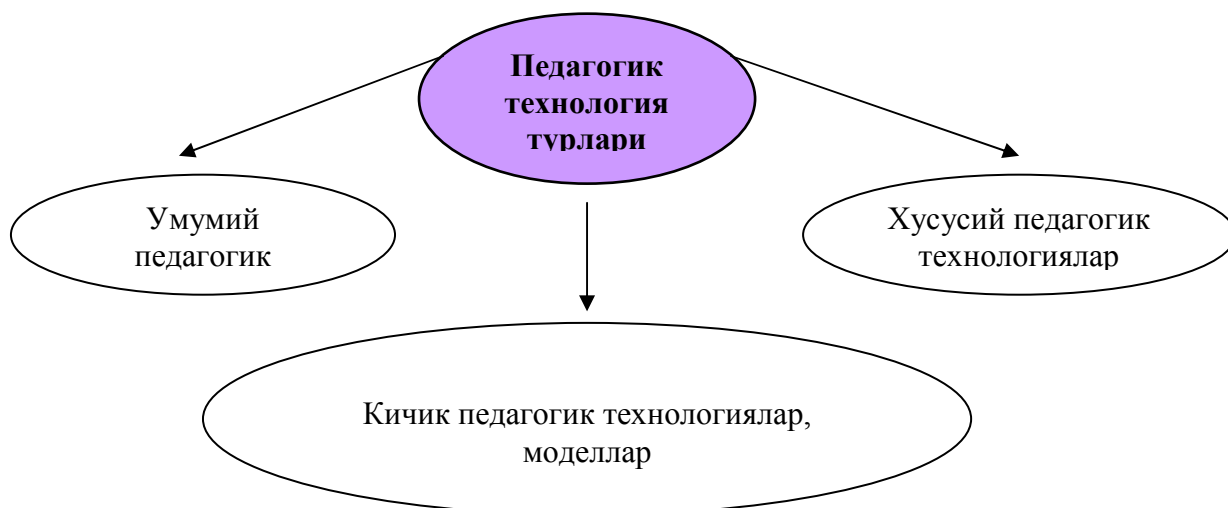 Педагогик
технология
турлари
Умумий
педагогик
Хусусий педагогик
технологиялар
Кичик педагогик технологиялар,
моделлар